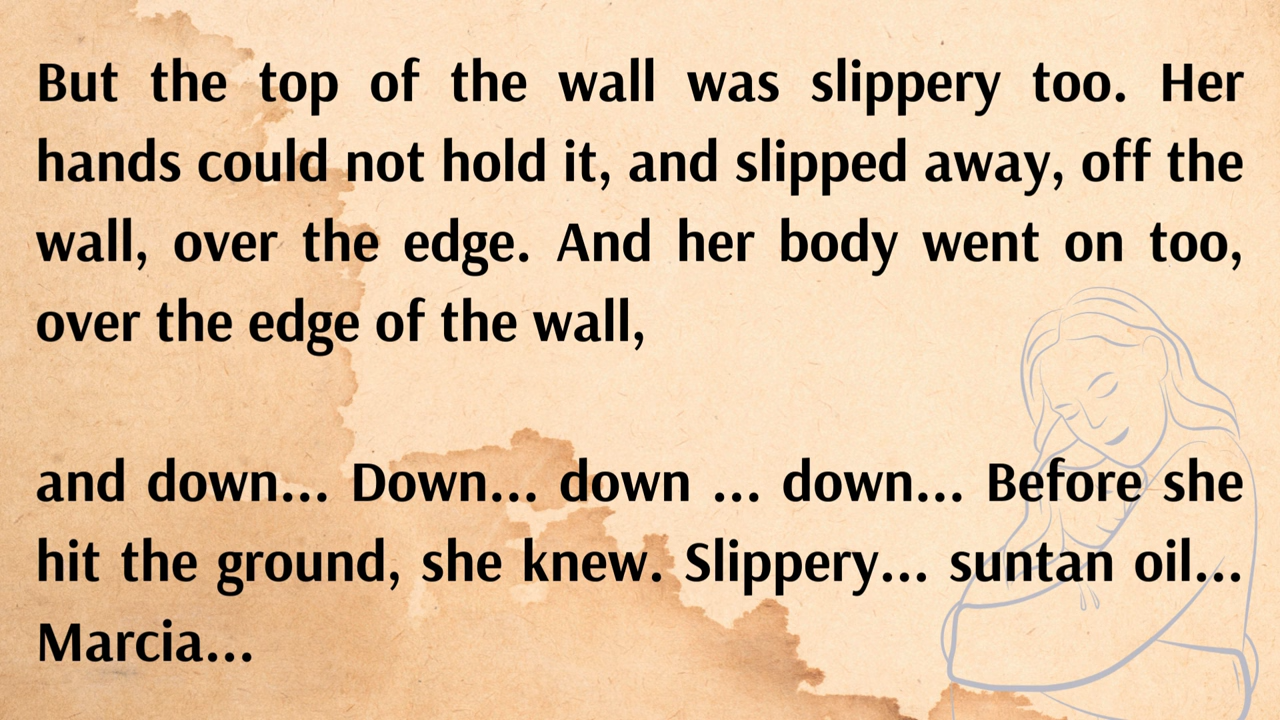 But the top of the wall was slippery too. Her
hands could not hold it, and slipped away, off the
wall, over the edge. And her body went on too,
over the edge of the wall,
and down... Down... down ... down... Before she
hit the ground, she knew. Slippery... suntan oil...
Marcia...